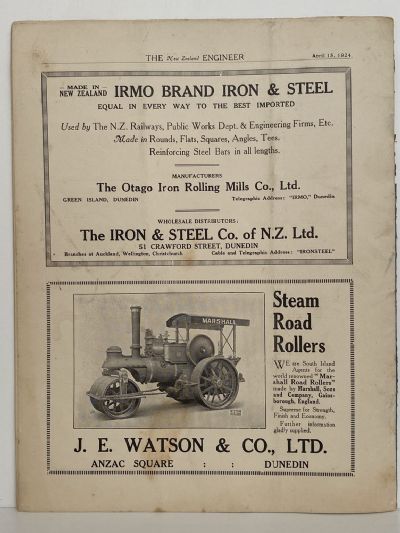 THE New Zealand ENGINEER
April 15, 1924
— MADE IN —
NEW ZEALAND
IRMO BRAND IRON & STEEL
EQUAL IN EVERY WAY TO THE BEST IMPORTED
Used by The N.Z. Railways, Public Works Dept. & Engineering Firms, Etc.
Made in Rounds, Flats, Squares, Angles, Tees.
Reinforcing Steel Bars in all lengths.
MANUFACTURERS
The Otago Iron Rolling Mills Co., Ltd.
GREEN ISLAND, DUNEDIN
Telegraphic Address: "IRMO," Dunedin
WHOLESALE DISTRIBUTORS:
The IRON & STEEL Co. of N.Z. Ltd.
51 CRAWFORD STREET, DUNEDIN
Branches at Auckland, Wellington, Christchurch
Cable and Telegraphic Address: "IRONSTEEL"
MARSHALL
Steam
Road
Rollers
WE are South Island
Agents for the
world renowned "Mar-
shall Road Rollers"
made by Marshall, Sons
and Company, Gains-
borough, England.
Supreme for Strength,
Finish and Economy.
Further information
gladly supplied.
J. E. WATSON & CO., LTD.
ANZAC SQUARE : : DUNEDIN